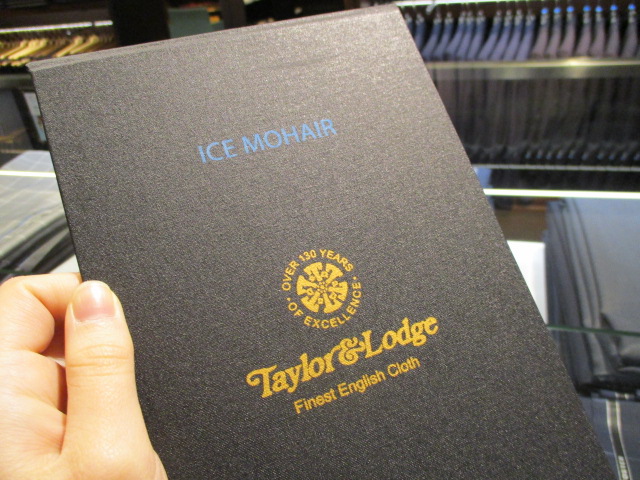 ICE MOHAIR
OVER 130 YEARS
• OF EXCELLENCE •
Taylor&Lodge
Finest English Cloth